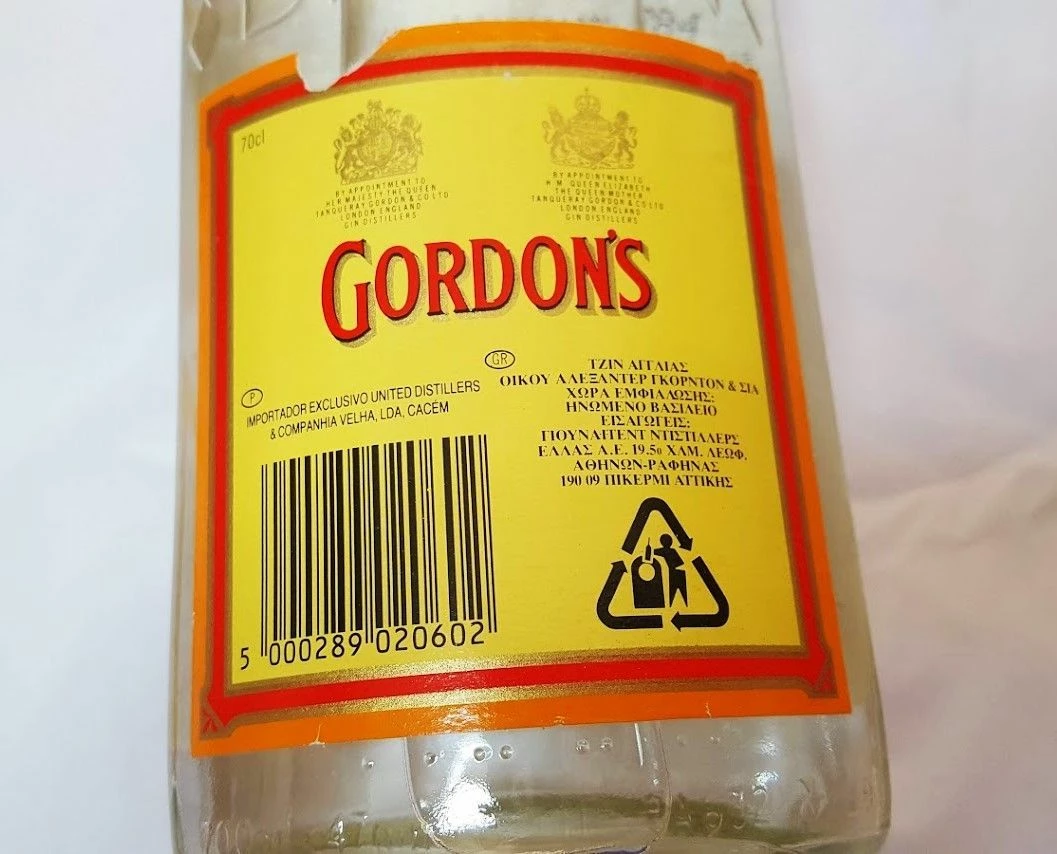 70cl
BY APPOINTMENT TO
HER MAJESTY THE QUEEN
TANQUERAY GORDON & CO LTD
LONDON ENGLAND
GIN DISTILLERS
BY APPOINTMENT TO
H.M. QUEEN ELIZABETH
THE QUEEN MOTHER
TANQUERAY GORDON & CO LTD
LONDON ENGLAND
GIN DISTILLERS
GORDON'S
P
IMPORTADOR EXCLUSIVO UNITED DISTILLERS
& COMPANHIA VELHA, LDA, CACÉM
GR
ΤΖΙΝ ΑΓΓΛΙΑΣ
ΟΙΚΟΥ ΑΛΕΞΑΝΤΕΡ ΓΚΟΡΝΤΟΝ & ΣΙΑ
ΧΩΡΑ ΕΜΦΙΑΛΩΣΗΣ:
ΗΝΩΜΕΝΟ ΒΑΣΙΛΕΙΟ
ΕΙΣΑΓΩΓΕΙΣ:
ΓΙΟΥΝΑΪΤΕΝΤ ΝΤΙΣΤΙΛΛΕΡΣ
ΕΛΛΑΣ Α.Ε. 19.5ο ΧΛΜ. ΛΕΩΦ.
ΑΘΗΝΩΝ-ΡΑΦΗΝΑΣ
190 09 ΠΙΚΕΡΜΙ ΑΤΤΙΚΗΣ
5 000289 020602